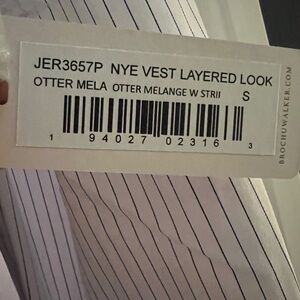 JER3657P NYE VEST LAYERED LOOK
OTTER MELA OTTER MELANGE W STRII
S
1 94027 02316 3
BROCHUWALKER.COM